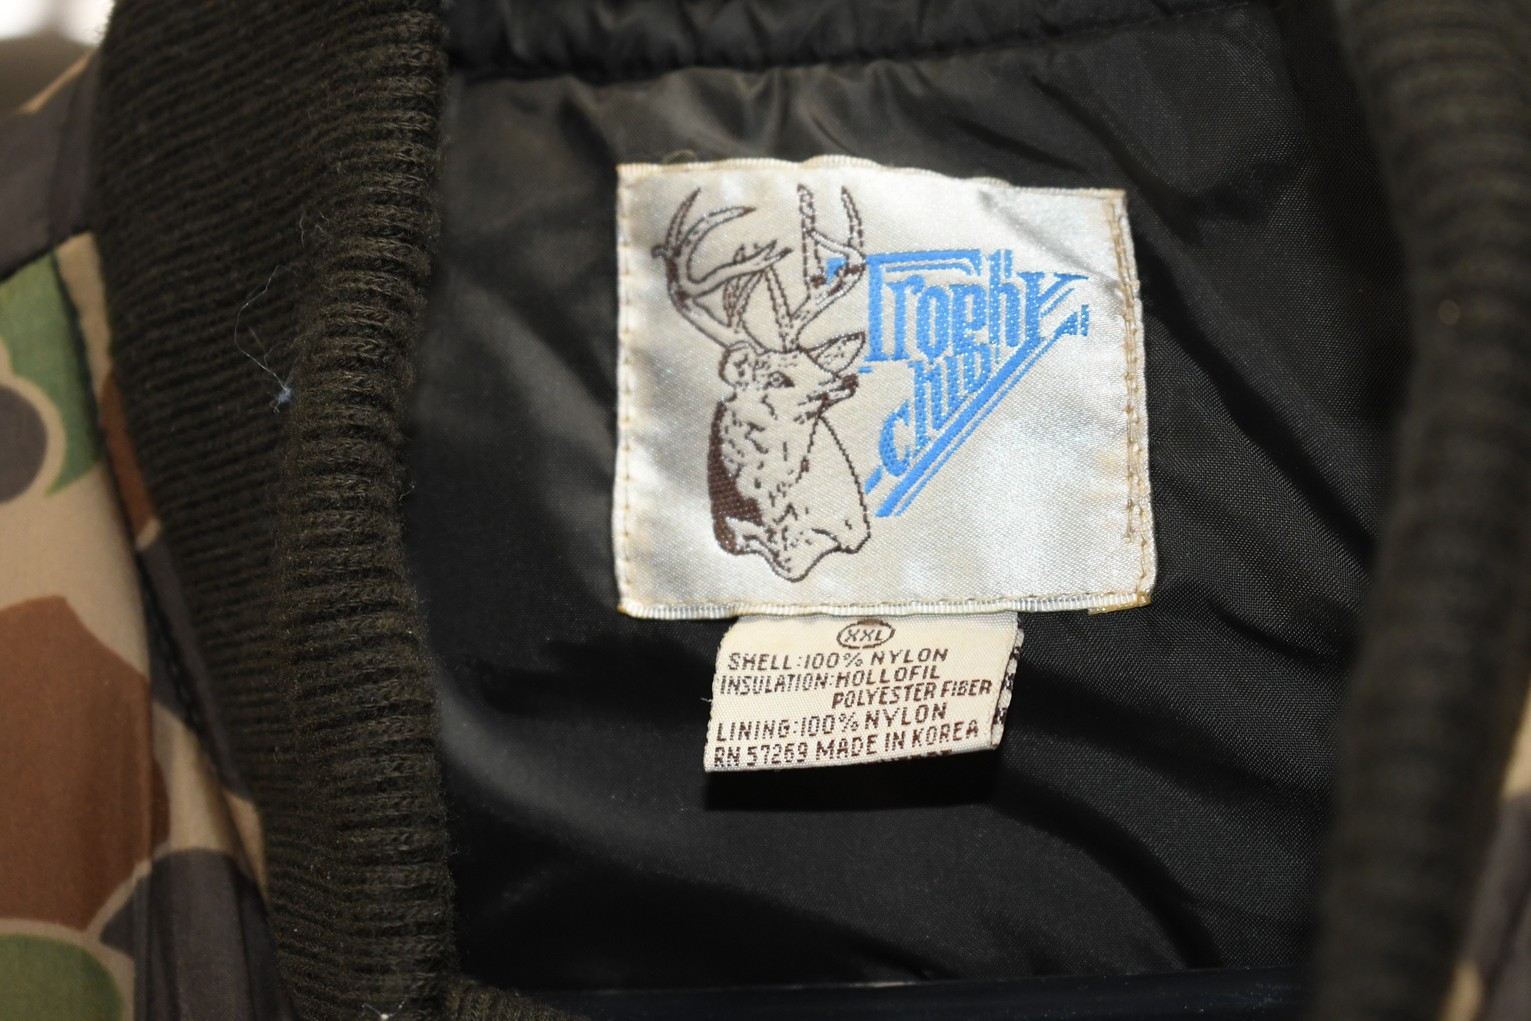 Trophy
club
XXL
SHELL:100% NYLON
INSULATION:HOLLOFIL
POLYESTER FIBER
LINING:100% NYLON
RN 57269 MADE IN KOREA